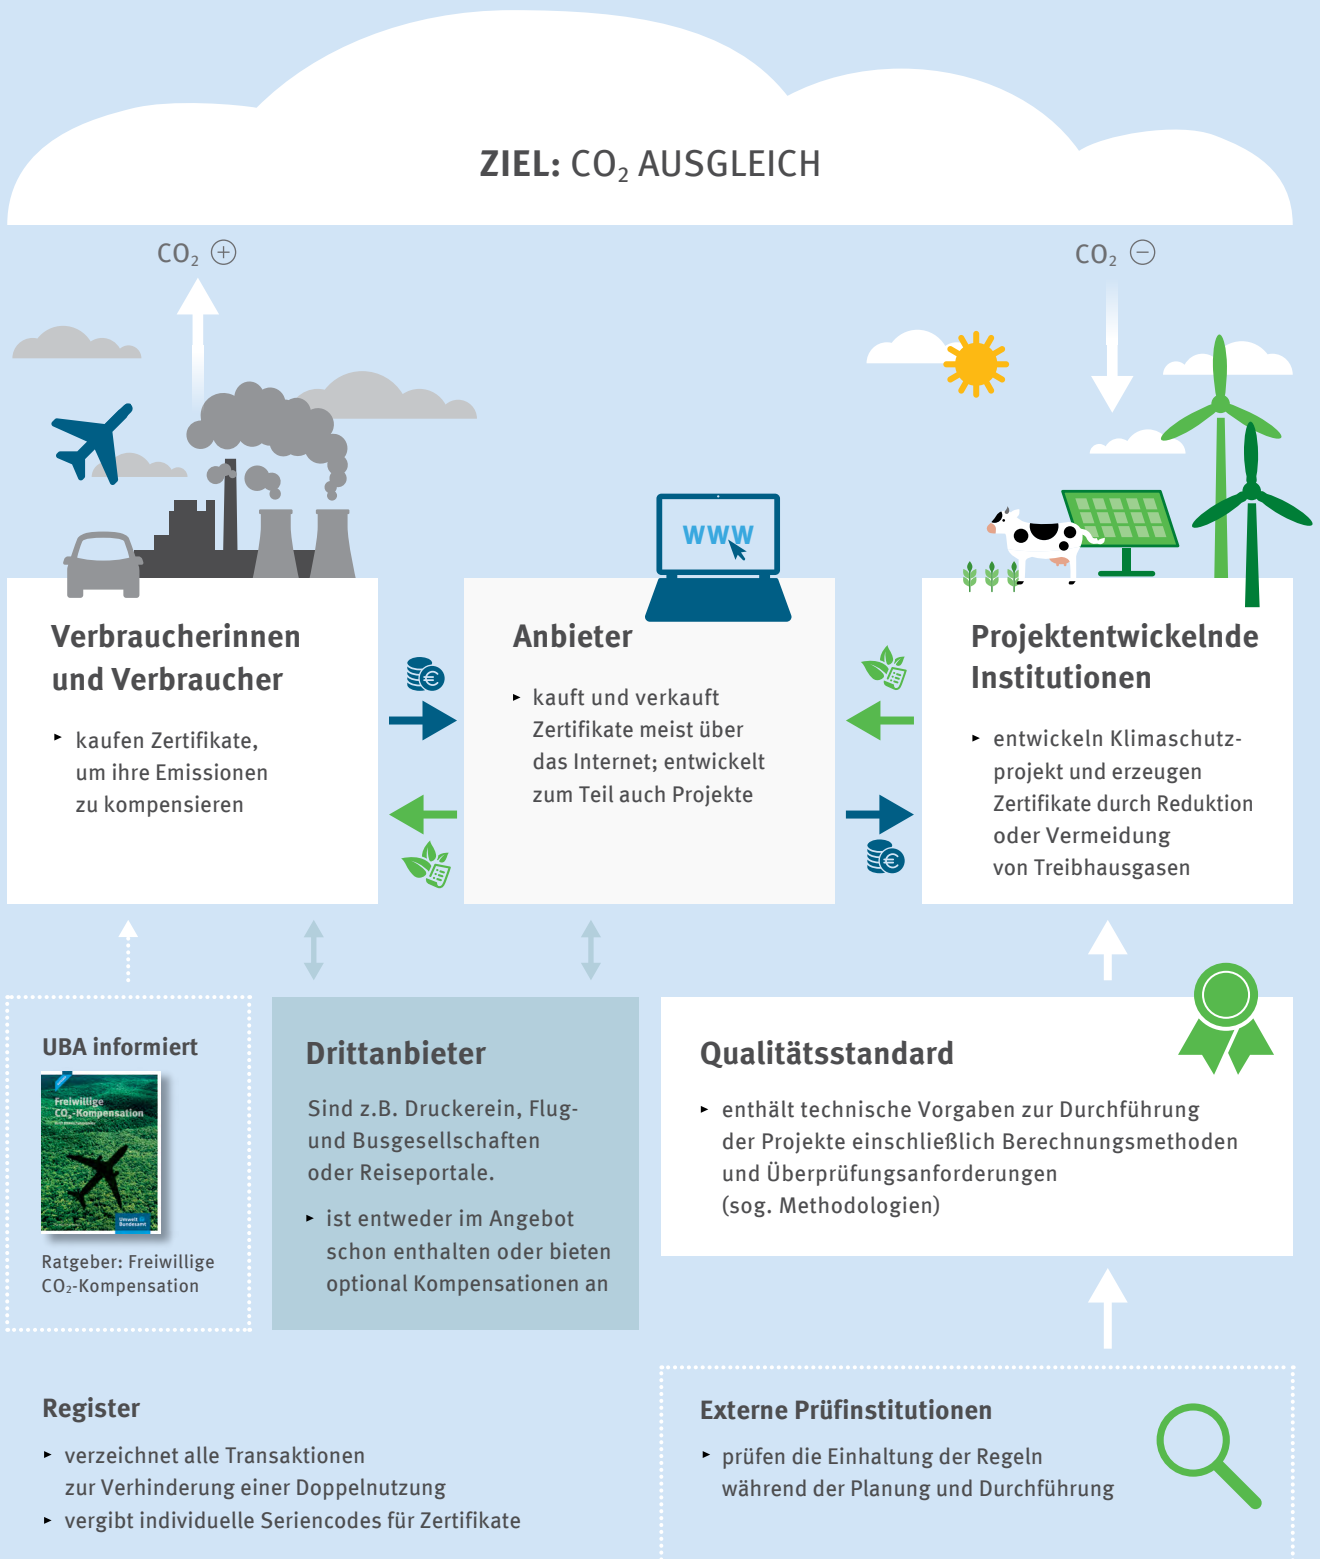 ZIEL: CO₂ AUSGLEICH
CO₂ +
CO₂ −
WWW
Verbraucherinnen
und Verbraucher
▸ kaufen Zertifikate,
um ihre Emissionen
zu kompensieren
Anbieter
▸ kauft und verkauft
Zertifikate meist über
das Internet; entwickelt
zum Teil auch Projekte
Projektentwickelnde
Institutionen
▸ entwickeln Klimaschutz-
projekt und erzeugen
Zertifikate durch Reduktion
oder Vermeidung
von Treibhausgasen
UBA informiert
Freiwillige
CO₂-Kompensation
Umwelt
Bundesamt
Ratgeber: Freiwillige
CO₂-Kompensation
Drittanbieter
Sind z.B. Druckerein, Flug-
und Busgesellschaften
oder Reiseportale.
▸ ist entweder im Angebot
schon enthalten oder bieten
optional Kompensationen an
Qualitätsstandard
▸ enthält technische Vorgaben zur Durchführung
der Projekte einschließlich Berechnungsmethoden
und Überprüfungsanforderungen
(sog. Methodologien)
Register
▸ verzeichnet alle Transaktionen
zur Verhinderung einer Doppelnutzung
▸ vergibt individuelle Seriencodes für Zertifikate
Externe Prüfinstitutionen
▸ prüfen die Einhaltung der Regeln
während der Planung und Durchführung